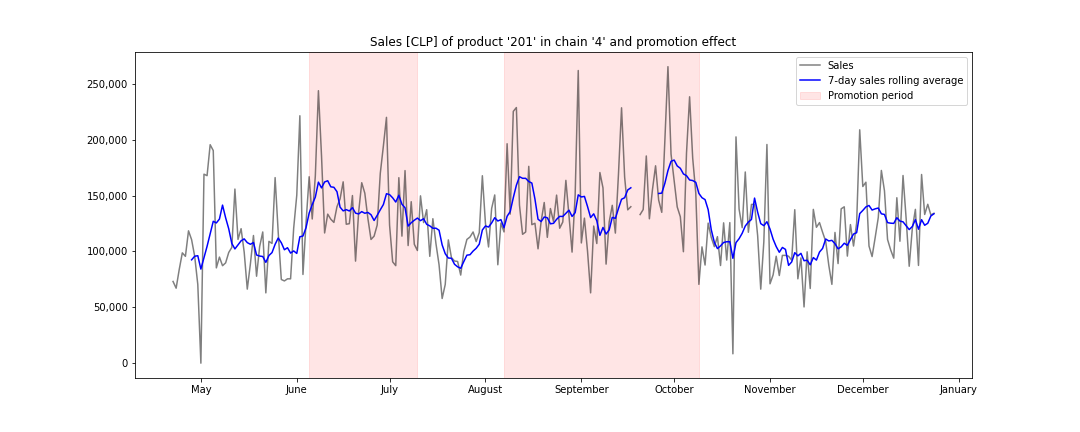 Sales [CLP] of product '201' in chain '4' and promotion effect
Sales
7-day sales rolling average
Promotion period
250,000
200,000
150,000
100,000
50,000
0
May June July August September October November December January